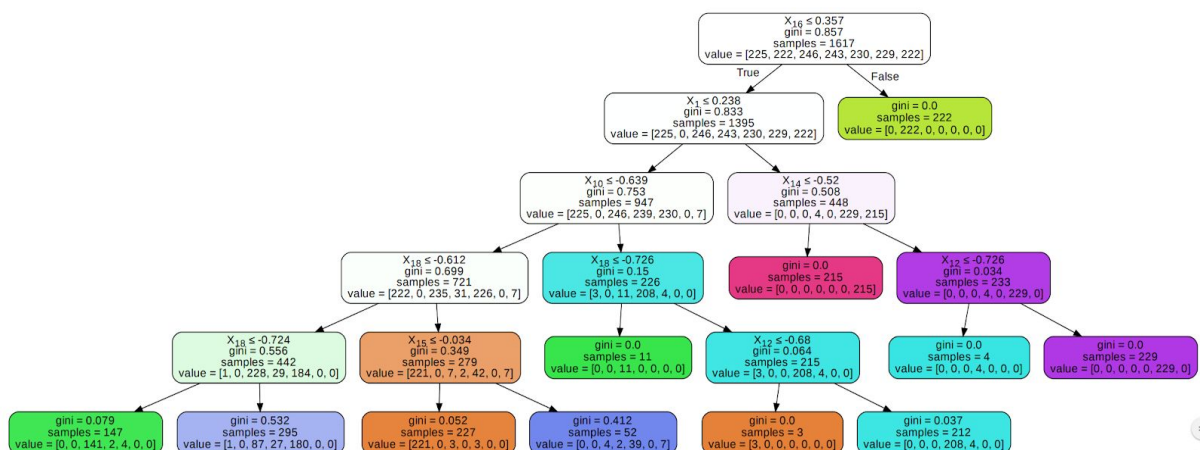 X16 ≤ 0.357
gini = 0.857
samples = 1617
value = [225, 222, 246, 243, 230, 229, 222]
True
False
X1 ≤ 0.238
gini = 0.833
samples = 1395
value = [225, 0, 246, 243, 230, 229, 222]
gini = 0.0
samples = 222
value = [0, 222, 0, 0, 0, 0, 0]
X10 ≤ -0.639
gini = 0.753
samples = 947
value = [225, 0, 246, 239, 230, 0, 7]
X14 ≤ -0.52
gini = 0.508
samples = 448
value = [0, 0, 0, 4, 0, 229, 215]
X18 ≤ -0.612
gini = 0.699
samples = 721
value = [222, 0, 235, 31, 226, 0, 7]
X18 ≤ -0.726
gini = 0.15
samples = 226
value = [3, 0, 11, 208, 4, 0, 0]
gini = 0.0
samples = 215
value = [0, 0, 0, 0, 0, 0, 215]
X12 ≤ -0.726
gini = 0.034
samples = 233
value = [0, 0, 0, 4, 0, 229, 0]
X18 ≤ -0.724
gini = 0.556
samples = 442
value = [1, 0, 228, 29, 184, 0, 0]
X15 ≤ -0.034
gini = 0.349
samples = 279
value = [221, 0, 7, 2, 42, 0, 7]
gini = 0.0
samples = 11
value = [0, 0, 11, 0, 0, 0, 0]
X12 ≤ -0.68
gini = 0.064
samples = 215
value = [3, 0, 0, 208, 4, 0, 0]
gini = 0.0
samples = 4
value = [0, 0, 0, 4, 0, 0, 0]
gini = 0.0
samples = 229
value = [0, 0, 0, 0, 0, 229, 0]
gini = 0.079
samples = 147
value = [0, 0, 141, 2, 4, 0, 0]
gini = 0.532
samples = 295
value = [1, 0, 87, 27, 180, 0, 0]
gini = 0.052
samples = 227
value = [221, 0, 3, 0, 3, 0, 0]
gini = 0.412
samples = 52
value = [0, 0, 4, 2, 39, 0, 7]
gini = 0.0
samples = 3
value = [3, 0, 0, 0, 0, 0, 0]
gini = 0.037
samples = 212
value = [0, 0, 0, 208, 4, 0, 0]